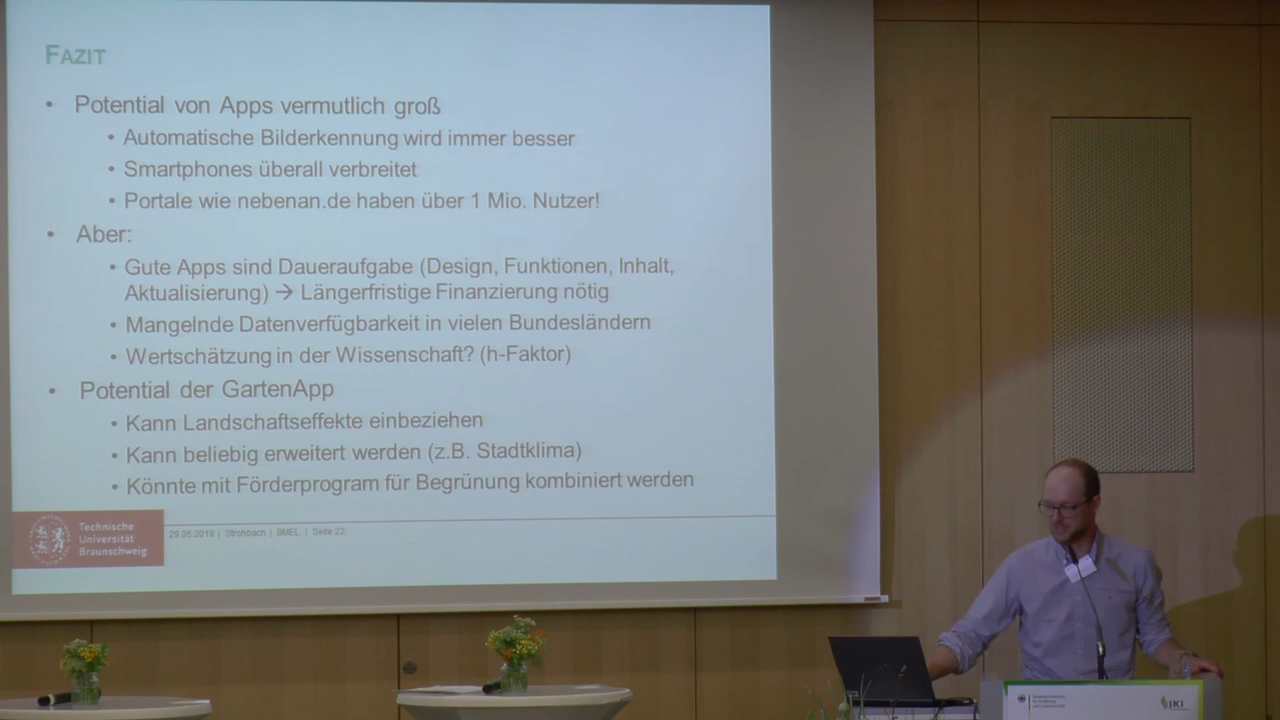 FAZIT
• Potential von Apps vermutlich groß
• Automatische Bilderkennung wird immer besser
• Smartphones überall verbreitet
• Portale wie nebenan.de haben über 1 Mio. Nutzer!
• Aber:
• Gute Apps sind Daueraufgabe (Design, Funktionen, Inhalt,
Aktualisierung) → Längerfristige Finanzierung nötig
• Mangelnde Datenverfügbarkeit in vielen Bundesländern
• Wertschätzung in der Wissenschaft? (h-Faktor)
• Potential der GartenApp
• Kann Landschaftseffekte einbeziehen
• Kann beliebig erweitert werden (z.B. Stadtklima)
• Könnte mit Förderprogram für Begrünung kombiniert werden
Technische
Universität
Braunschweig
29.05.2019 | Strohbach | BMEL | Seite 22
JKI